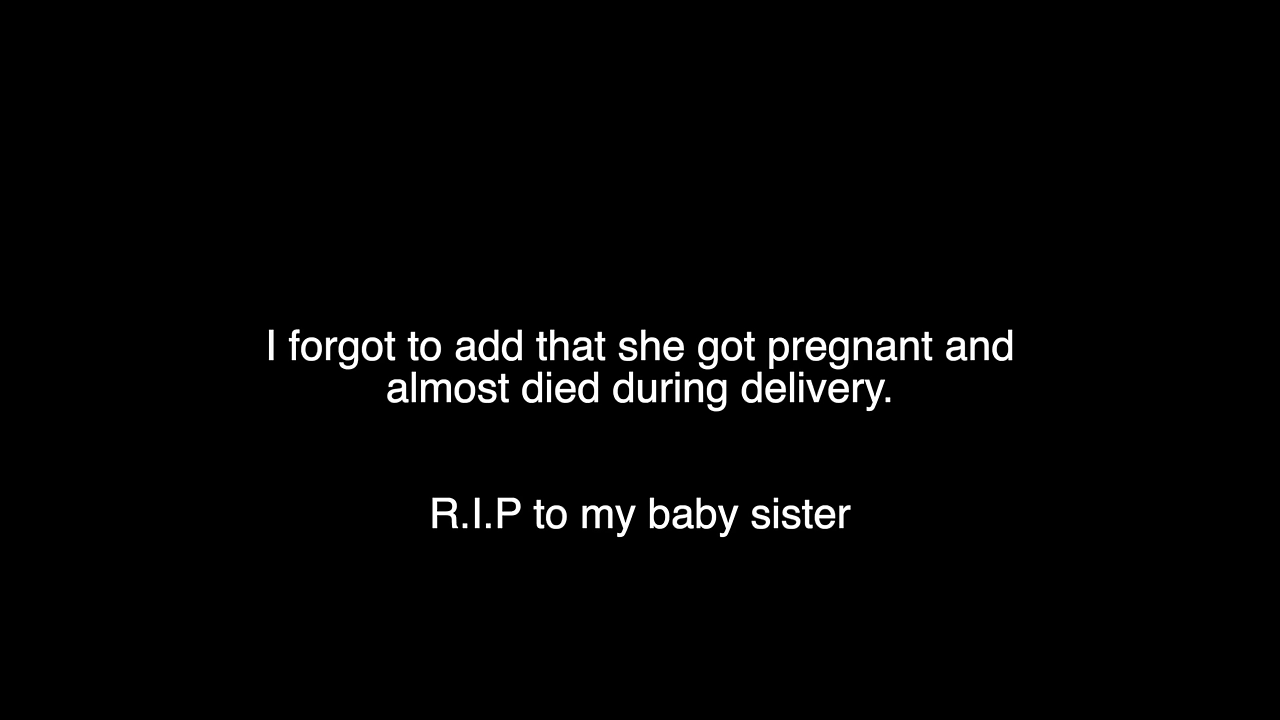 I forgot to add that she got pregnant and
almost died during delivery.
R.I.P to my baby sister